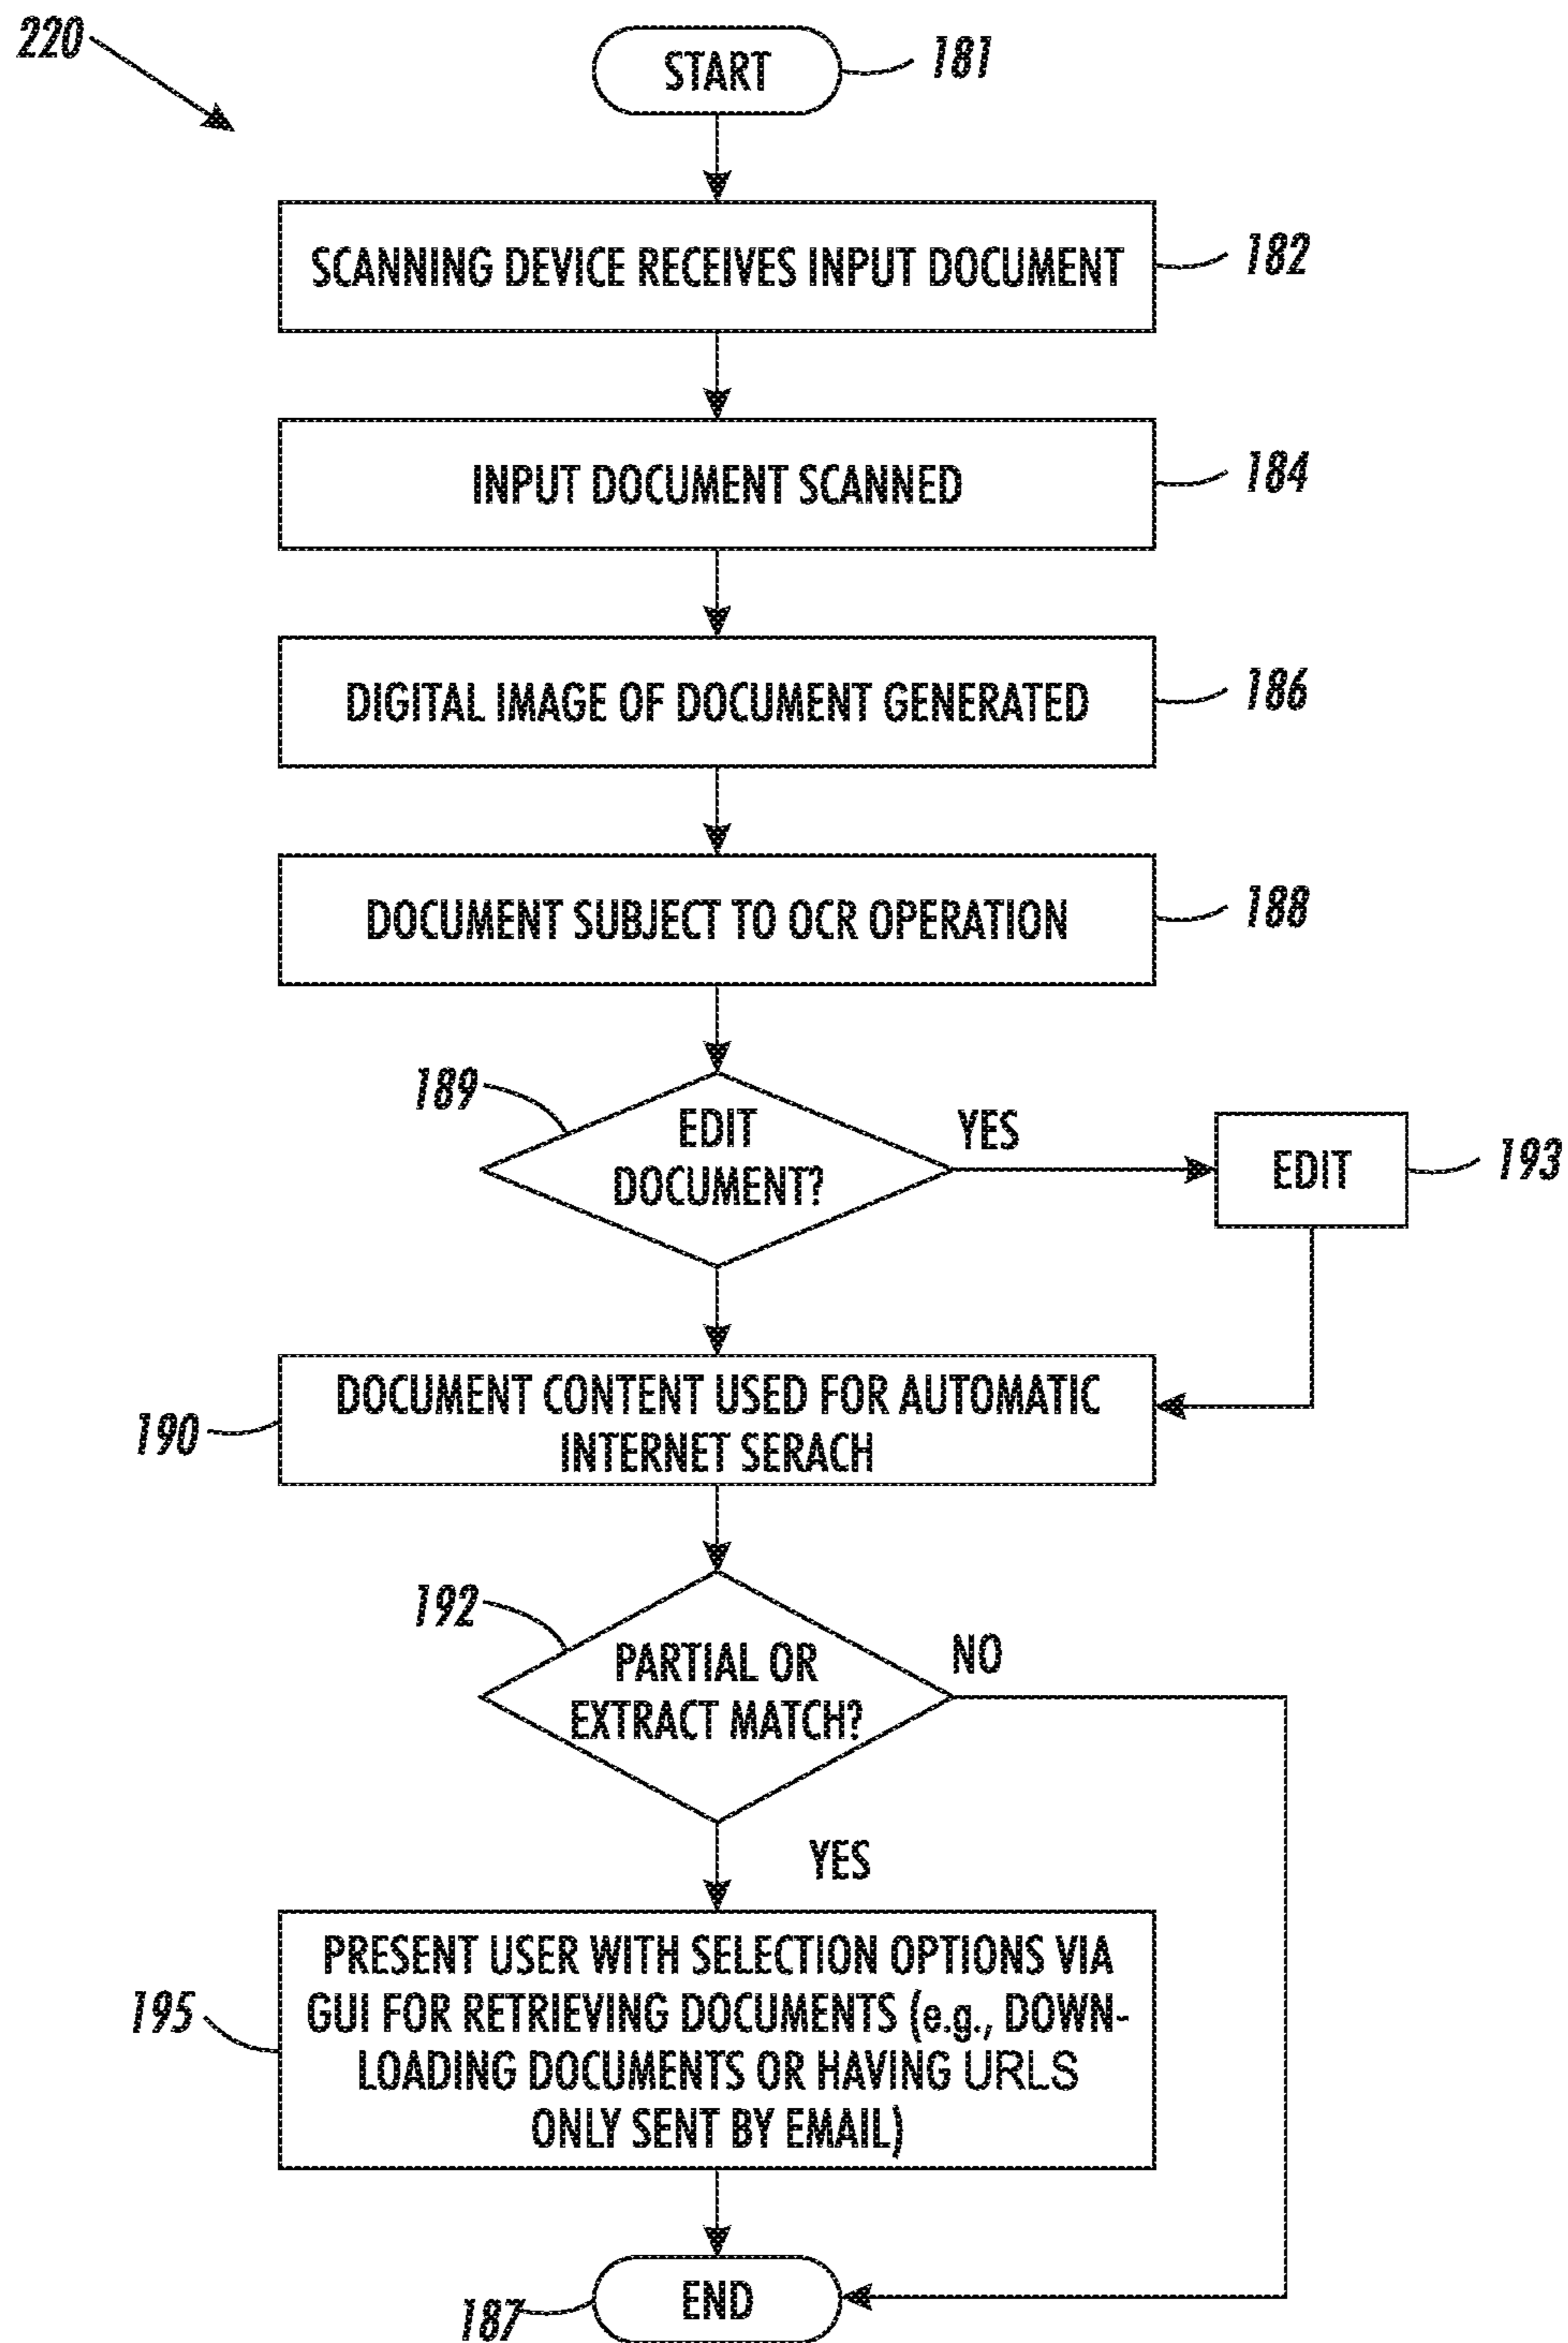 220
START
181
SCANNING DEVICE RECEIVES INPUT DOCUMENT
182
INPUT DOCUMENT SCANNED
184
DIGITAL IMAGE OF DOCUMENT GENERATED
186
DOCUMENT SUBJECT TO OCR OPERATION
188
189
EDIT
DOCUMENT?
YES
EDIT
193
DOCUMENT CONTENT USED FOR AUTOMATIC
INTERNET SERACH
190
192
PARTIAL OR
EXTRACT MATCH?
NO
YES
PRESENT USER WITH SELECTION OPTIONS VIA
GUI FOR RETRIEVING DOCUMENTS (e.g., DOWN-
LOADING DOCUMENTS OR HAVING URLS
ONLY SENT BY EMAIL)
195
END
187